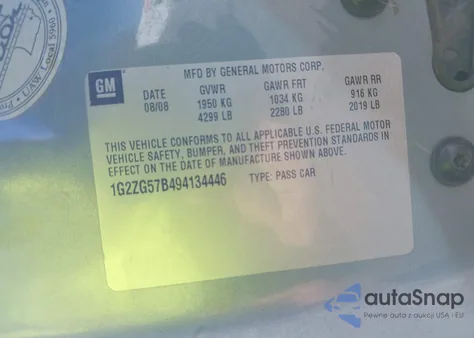 MFD BY GENERAL MOTORS CORP.
GM DATE GVWR GAWR FRT GAWR RR
08/08 1950 KG 1034 KG 916 KG
4299 LB 2280 LB 2019 LB
THIS VEHICLE CONFORMS TO ALL APPLICABLE U.S. FEDERAL MOTOR
VEHICLE SAFETY, BUMPER, AND THEFT PREVENTION STANDARDS IN
EFFECT ON THE DATE OF MANUFACTURE SHOWN ABOVE.
1G2ZG57B494134446 TYPE: PASS CAR
UAW Local 5960
autoSnap
Pewne auta z aukcji USA - EU